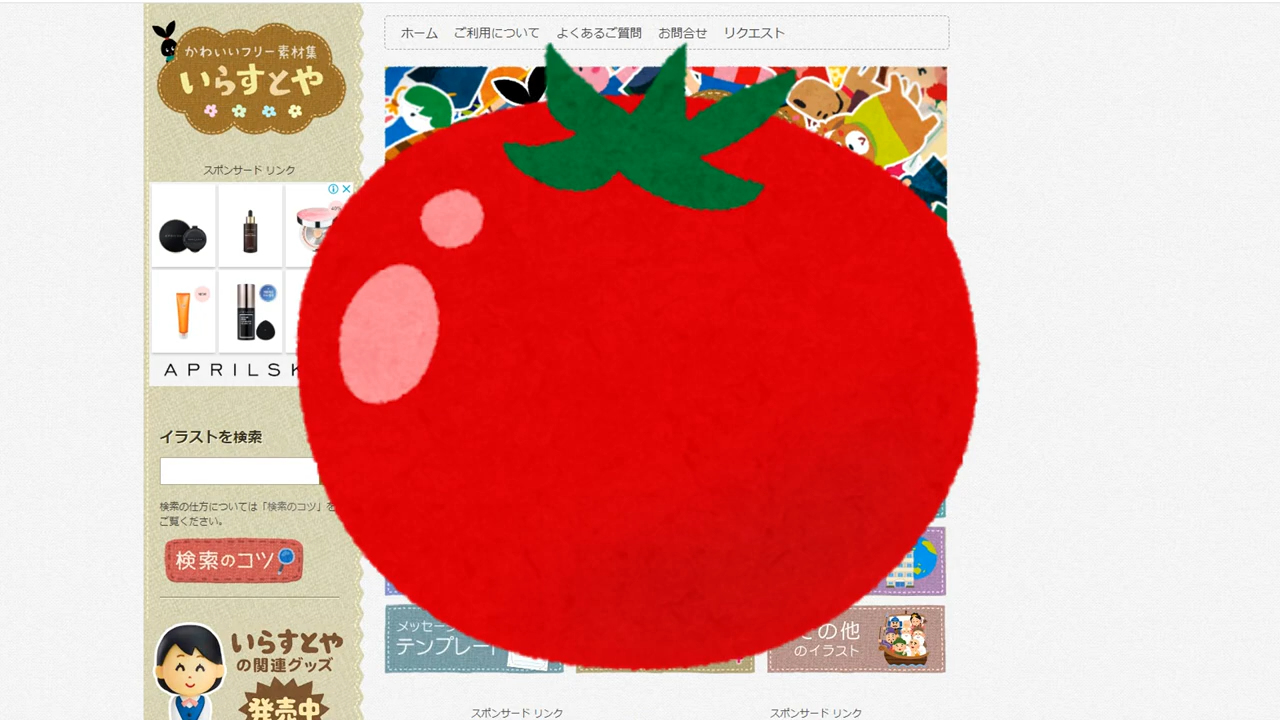 ホーム ご利用について よくあるご質問 お問合せ リクエスト
かわいいフリー素材集
いらすとや
スポンサード リンク
APRILSK
イラストを検索
検索の仕方については「検索のコツ」を
ご覧ください。
検索のコツ
いらすとや
の関連グッズ
発売中
メッセージ
テンプレート
その他
のイラスト
スポンサード リンク
スポンサード リンク